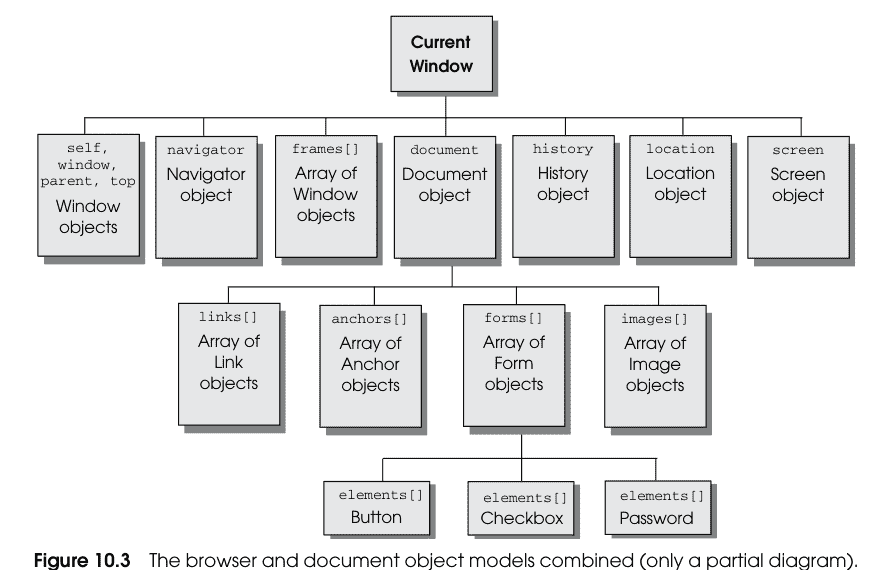 Current
Window
self,
window,
parent, top
Window
objects
navigator
Navigator
object
frames[]
Array of
Window
objects
document
Document
object
history
History
object
location
Location
object
screen
Screen
object
links[]
Array of
Link
objects
anchors[]
Array of
Anchor
objects
forms[]
Array of
Form
objects
images[]
Array of
Image
objects
elements[]
Button
elements[]
Checkbox
elements[]
Password
Figure 10.3 The browser and document object models combined (only a partial diagram).